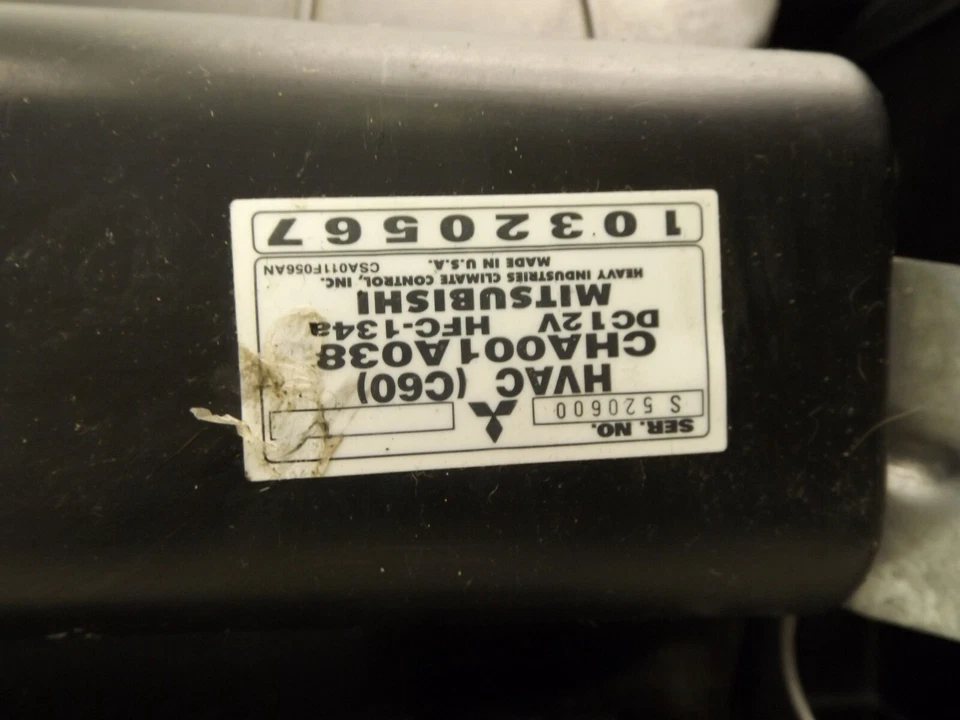 SER. NO.
S 520600
HVAC (C60)
CHA001A038
DC12V HFC-134a
MITSUBISHI
HEAVY INDUSTRIES CLIMATE CONTROL, INC.
MADE IN U.S.A. CSA011F056AN
10320567